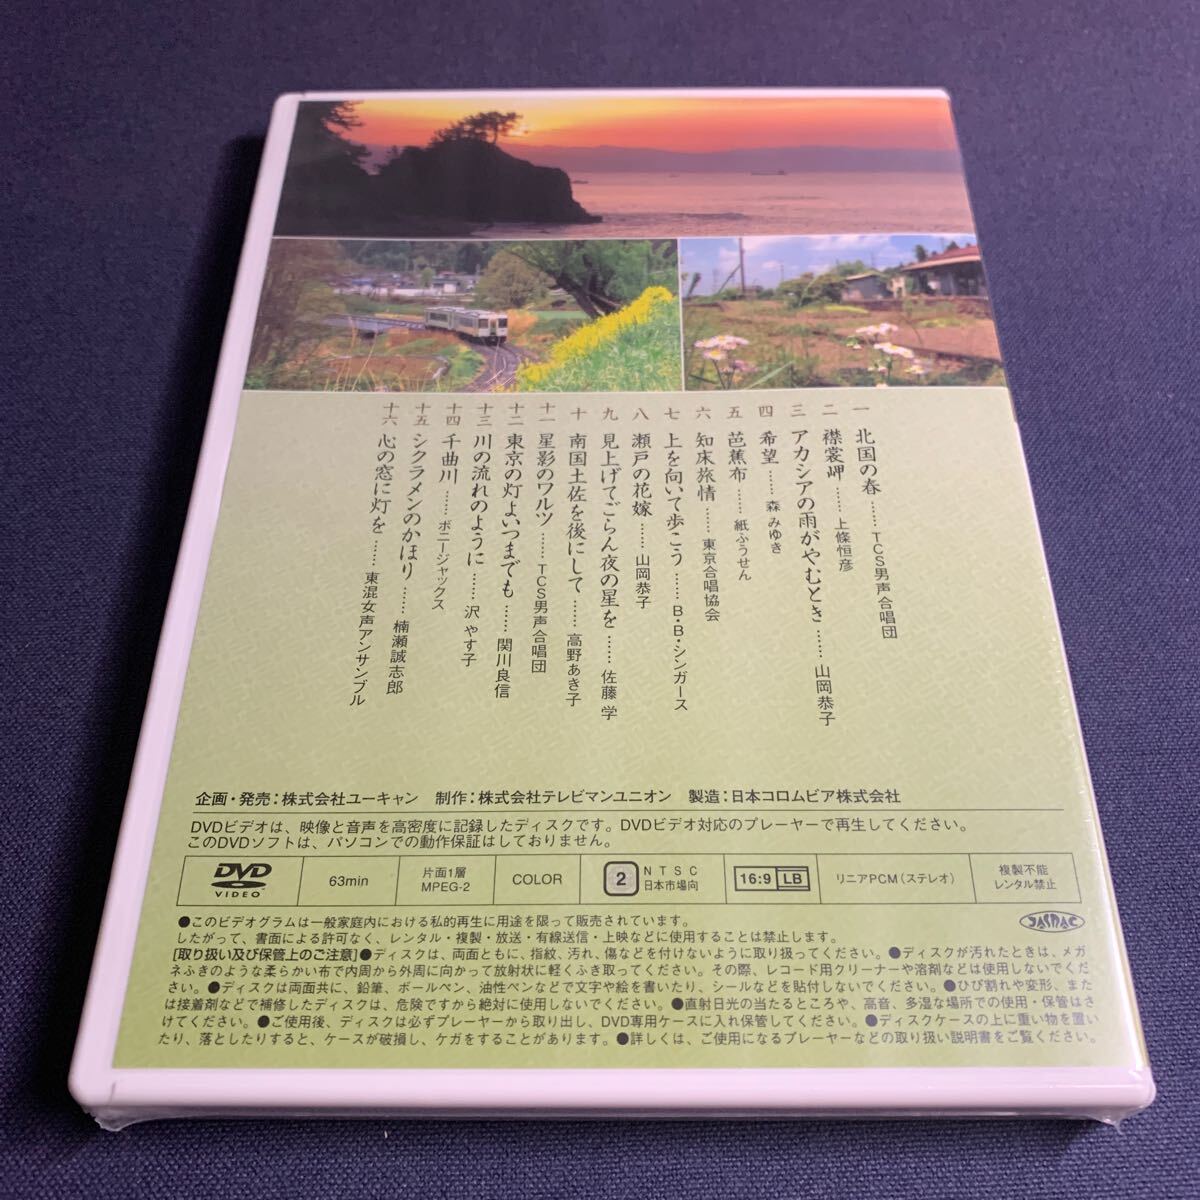 一 北国の春……TCS男声合唱団
二 襟裳岬……上條恒彦
三 アカシアの雨がやむとき……山岡恭子
四 希望……森 みゆき
五 芭蕉布……紙ふうせん
六 知床旅情……東京合唱協会
七 上を向いて歩こう……B・B・シンガース
八 瀬戸の花嫁……山岡恭子
九 見上げてごらん夜の星を……佐藤 学
十 南国土佐を後にして……高野あき子
十一 星影のワルツ……TCS男声合唱団
十二 東京の灯よいつまでも……関川良信
十三 川の流れのように……沢 やす子
十四 千曲川……ボニージャックス
十五 シクラメンのかほり……楠瀬誠志郎
十六 心の窓に灯を……東混女声アンサンブル
企画・発売:株式会社ユーキャン 制作:株式会社テレビマンユニオン 製造:日本コロムビア株式会社
DVDビデオは、映像と音声を高密度に記録したディスクです。DVDビデオ対応のプレーヤーで再生してください。
このDVDソフトは、パソコンでの動作保証はしておりません。
DVD VIDEO
63min
片面1層
MPEG-2
COLOR
2
NTSC
日本市場向
16:9 LB
リニアPCM(ステレオ)
複製不能
レンタル禁止
●このビデオグラムは一般家庭内における私的再生に用途を限って販売されています。
したがって、書面による許可なく、レンタル・複製・放送・有線送信・上映などに使用することは禁止します。
JASRAC
[取り扱い及び保管上のご注意]●ディスクは、両面ともに、指紋、汚れ、傷などを付けないように取り扱ってください。●ディスクが汚れたときは、メガ
ネふきのような柔らかい布で内周から外周に向かって放射状に軽くふき取ってください。その際、レコード用クリーナーや溶剤などは使用しないでくだ
さい。●ディスクは両面共に、鉛筆、ボールペン、油性ペンなどで文字や絵を書いたり、シールなどを貼付しないでください。●ひび割れや変形、また
は接着剤などで補修したディスクは、危険ですから絶対に使用しないでください。●直射日光の当たるところや、高音、多湿な場所での使用・保管はさ
けてください。●ご使用後、ディスクは必ずプレーヤーから取り出し、DVD専用ケースに入れ保管してください。●ディスクケースの上に重い物を置い
たり、落としたりすると、ケースが破損し、ケガをすることがあります。●詳しくは、ご使用になるプレーヤーなどの取り扱い説明書をご覧ください。